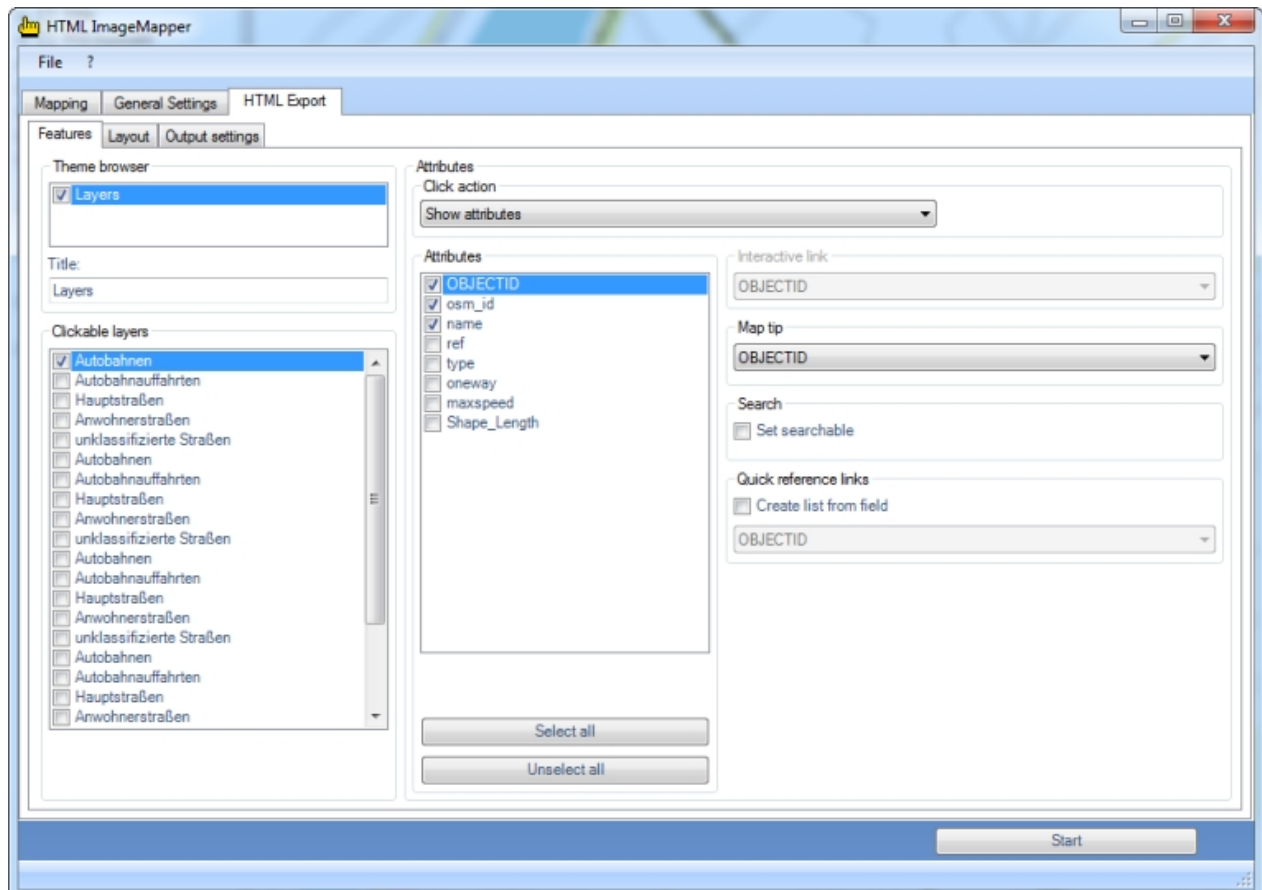 HTML ImageMapper
File ?
Mapping General Settings HTML Export
Features Layout Output settings
Theme browser
Layers
Title:
Layers
Clickable layers
Autobahnen
Autobahnauffahrten
Hauptstraßen
Anwohnerstraßen
unklassifizierte Straßen
Autobahnen
Autobahnauffahrten
Hauptstraßen
Anwohnerstraßen
unklassifizierte Straßen
Autobahnen
Autobahnauffahrten
Hauptstraßen
Anwohnerstraßen
unklassifizierte Straßen
Autobahnen
Autobahnauffahrten
Hauptstraßen
Anwohnerstraßen
Attributes
Click action
Show attributes
Attributes
OBJECTID
osm_id
name
ref
type
oneway
maxspeed
Shape_Length
Select all
Unselect all
Interactive link
OBJECTID
Map tip
OBJECTID
Search
Set searchable
Quick reference links
Create list from field
OBJECTID
Start